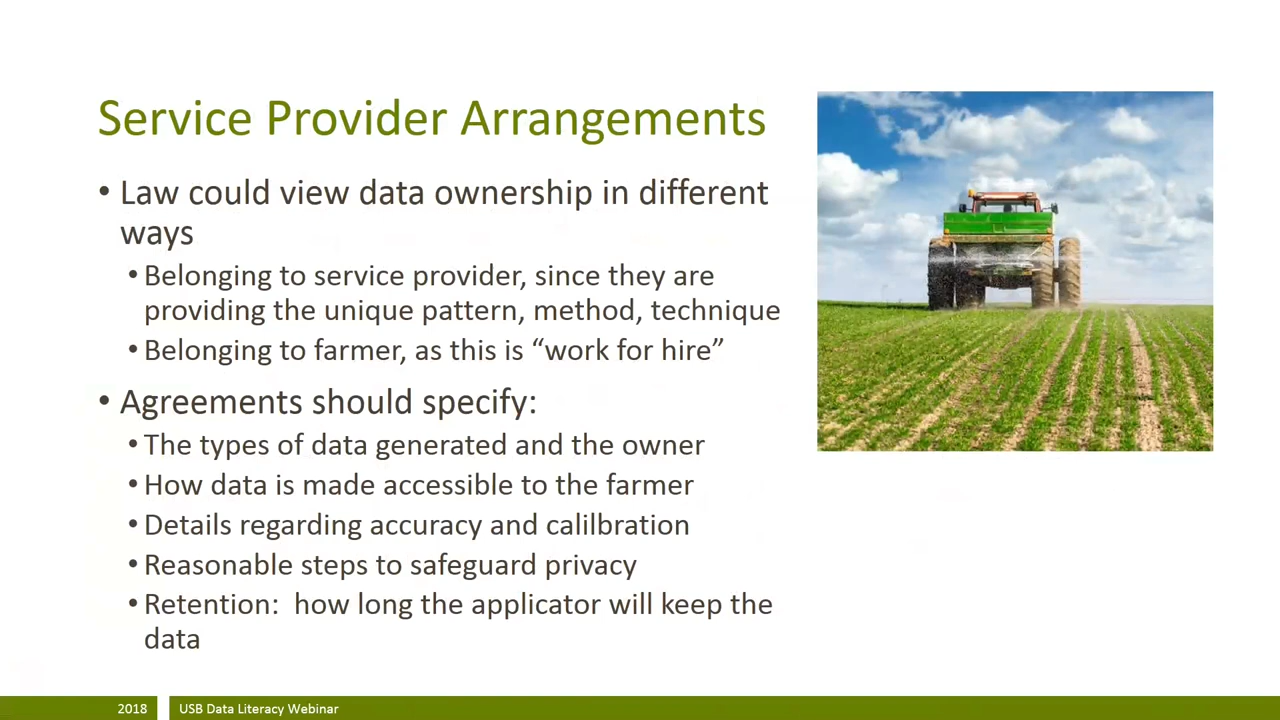 Service Provider Arrangements
• Law could view data ownership in different
ways
• Belonging to service provider, since they are
providing the unique pattern, method, technique
• Belonging to farmer, as this is “work for hire”
• Agreements should specify:
• The types of data generated and the owner
• How data is made accessible to the farmer
• Details regarding accuracy and calilbration
• Reasonable steps to safeguard privacy
• Retention:  how long the applicator will keep the
data
2018
USB Data Literacy Webinar